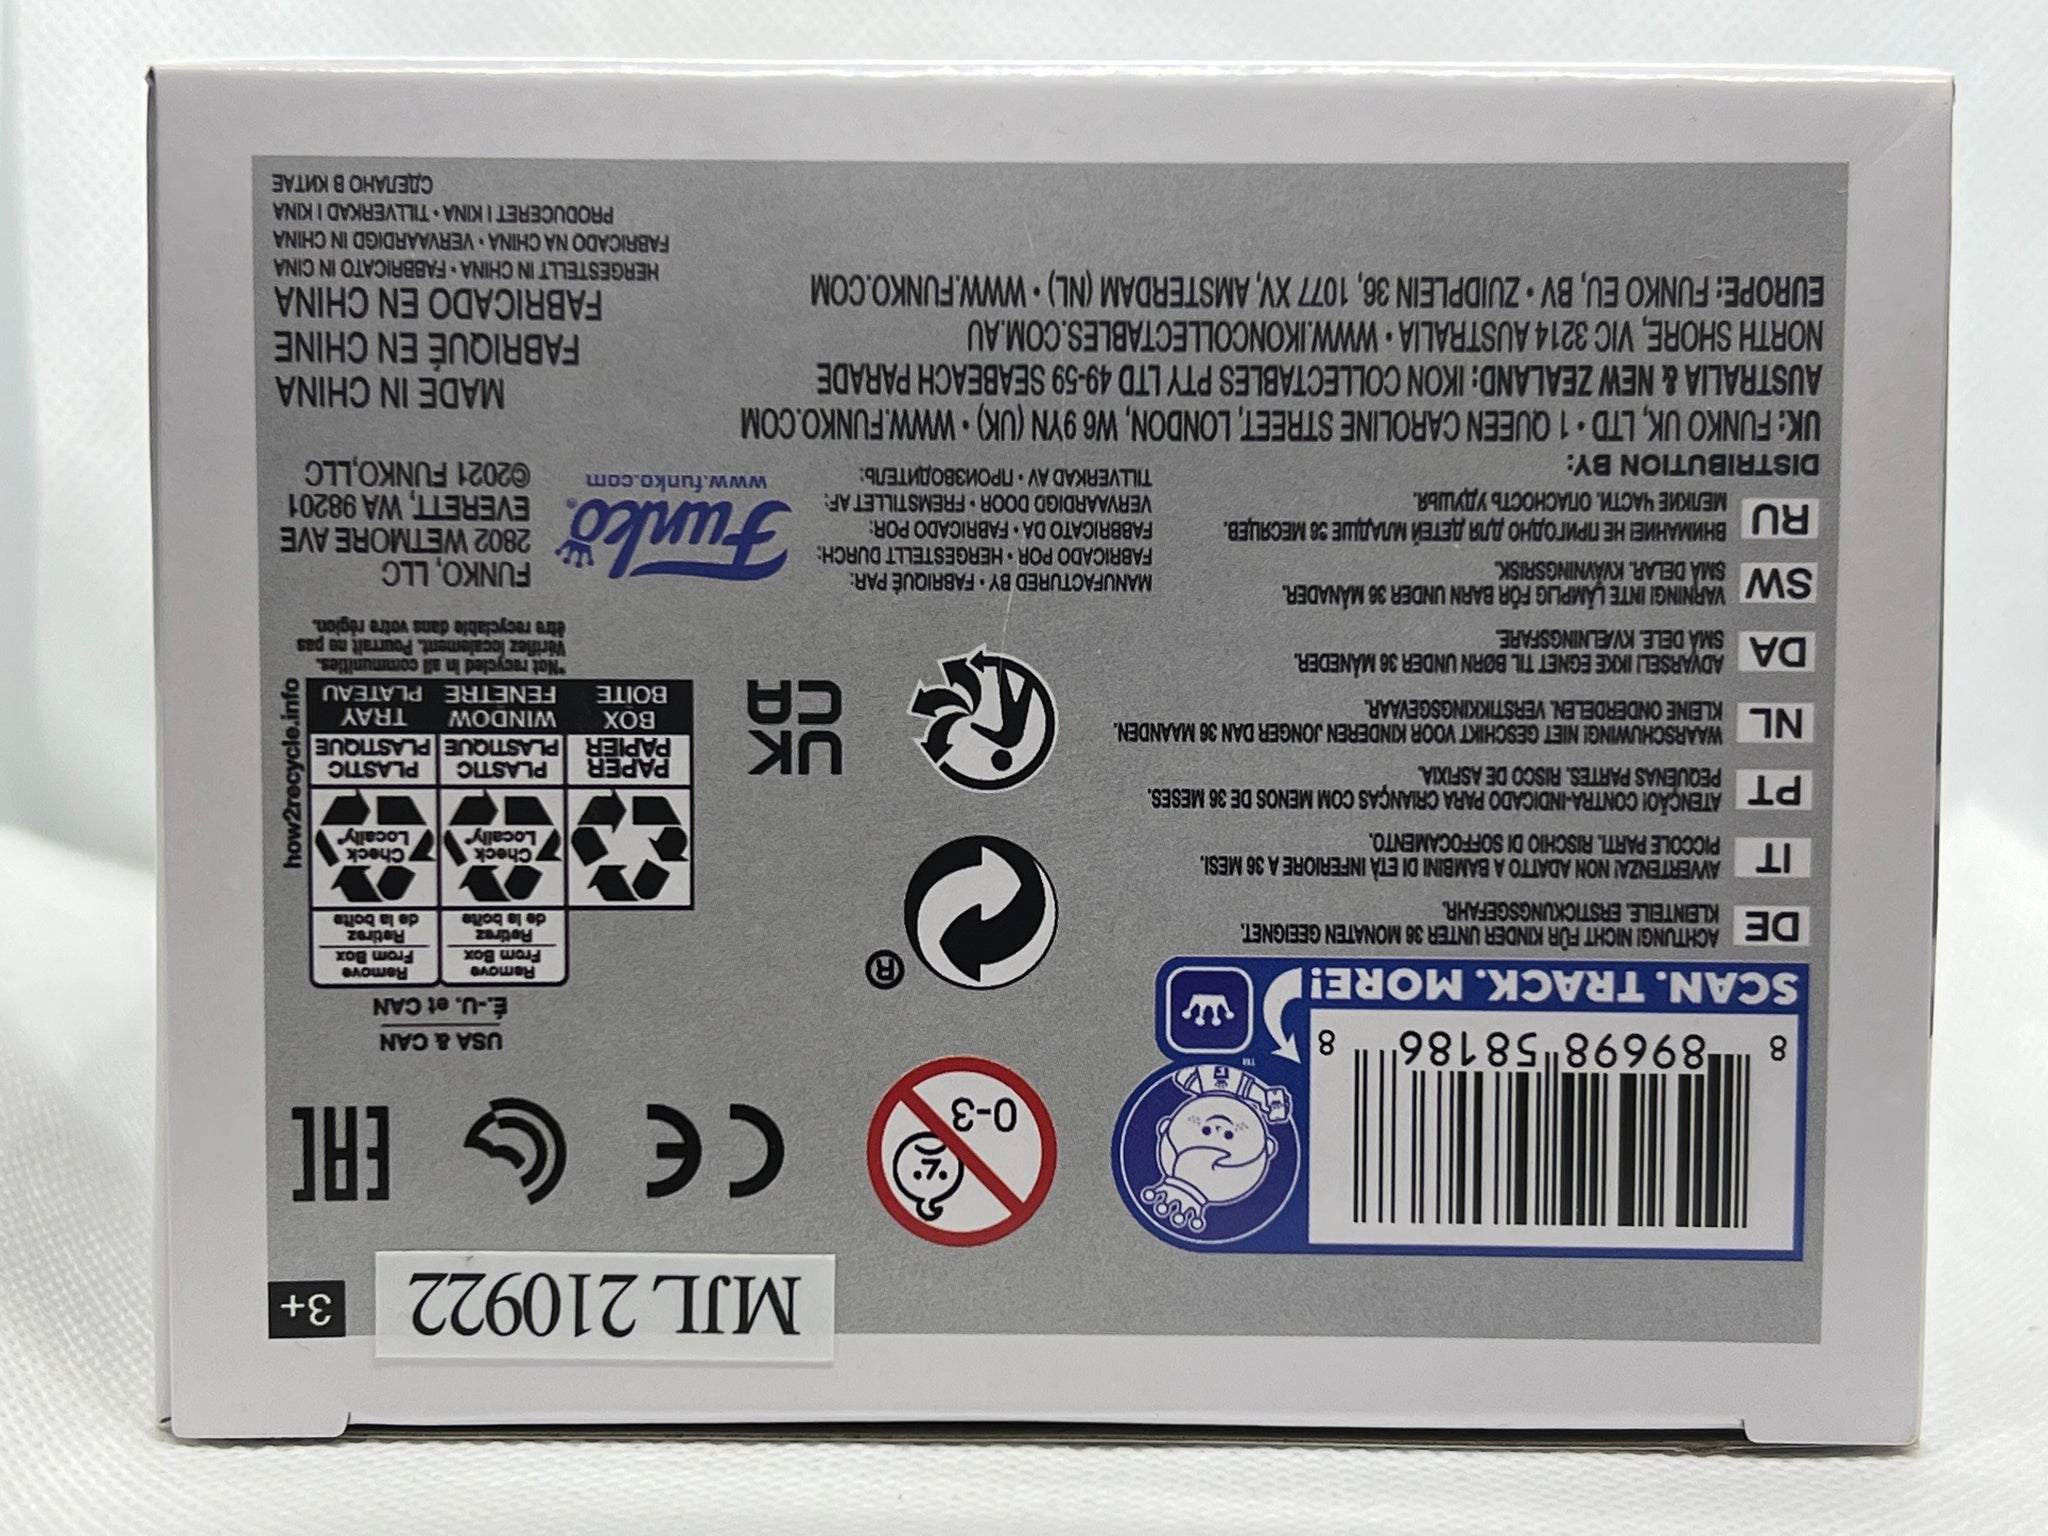 3+
MJL 210922
8 89698 58186 8
SCAN. TRACK. MORE!
TM
0-3
CE
EAC
USA & CAN
É.-U. et CAN
Remove From Box
Retirez de la boîte
Remove From Box
Retirez de la boîte
Check Locally*
Check Locally*
PAPER
PAPIER
PLASTIC
PLASTIQUE
PLASTIC
PLASTIQUE
BOX
BOÎTE
WINDOW
FENÊTRE
TRAY
PLATEAU
how2recycle.info
*Not recycled in all communities.
Vérifiez localement. Pourrait ne pas
être recyclable dans votre région.
®
UK
CA
DE
ACHTUNG! NICHT FÜR KINDER UNTER 36 MONATEN GEEIGNET.
KLEINTEILE. ERSTICKUNGSGEFAHR.
IT
AVVERTENZA! NON ADATTO A BAMBINI DI ETÀ INFERIORE A 36 MESI.
PICCOLE PARTI. RISCHIO DI SOFFOCAMENTO.
PT
ATENÇÃO! CONTRA-INDICADO PARA CRIANÇAS COM MENOS DE 36 MESES.
PEQUENAS PARTES. RISCO DE ASFIXIA.
NL
WAARSCHUWING! NIET GESCHIKT VOOR KINDEREN JONGER DAN 36 MAANDEN.
KLEINE ONDERDELEN. VERSTIKKINGSGEVAAR.
DA
ADVARSEL! IKKE EGNET TIL BØRN UNDER 36 MÅNEDER.
SMÅ DELE. KVÆLNINGSFARE.
SW
VARNING! INTE LÄMPLIG FÖR BARN UNDER 36 MÅNADER.
SMÅ DELAR. KVÄVNINGSRISK.
RU
ВНИМАНИЕ! НЕ ПРИГОДНО ДЛЯ ДЕТЕЙ МЛАДШЕ 36 МЕСЯЦЕВ.
МЕЛКИЕ ЧАСТИ. ОПАСНОСТЬ УДУШЬЯ.
MANUFACTURED BY • FABRIQUÉ PAR:
FABRICADO POR • HERGESTELLT DURCH:
FABBRICATO DA • FABRICADO POR:
VERVAARDIGD DOOR • FREMSTILLET AF:
TILLVERKAD AV • ПРОИЗВОДИТЕЛЬ:
Funko®
www.funko.com
FUNKO, LLC
2802 WETMORE AVE
EVERETT, WA 98201
©2021 FUNKO,LLC
DISTRIBUTION BY:
UK: FUNKO UK, LTD • 1 QUEEN CAROLINE STREET, LONDON, W6 9YN (UK) • WWW.FUNKO.COM
AUSTRALIA & NEW ZEALAND: IKON COLLECTABLES PTY LTD 49-59 SEABEACH PARADE
NORTH SHORE, VIC 3214 AUSTRALIA • WWW.IKONCOLLECTABLES.COM.AU
EUROPE: FUNKO EU, BV • ZUIDPLEIN 36, 1077 XV, AMSTERDAM (NL) • WWW.FUNKO.COM
MADE IN CHINA
FABRIQUÉ EN CHINE
FABRICADO EN CHINA
HERGESTELLT IN CHINA • FABBRICATO IN CINA
FABRICADO NA CHINA • VERVAARDIGD IN CHINA
PRODUCERET I KINA • TILLVERKAD I KINA
СДЕЛАНО В КИТАЕ